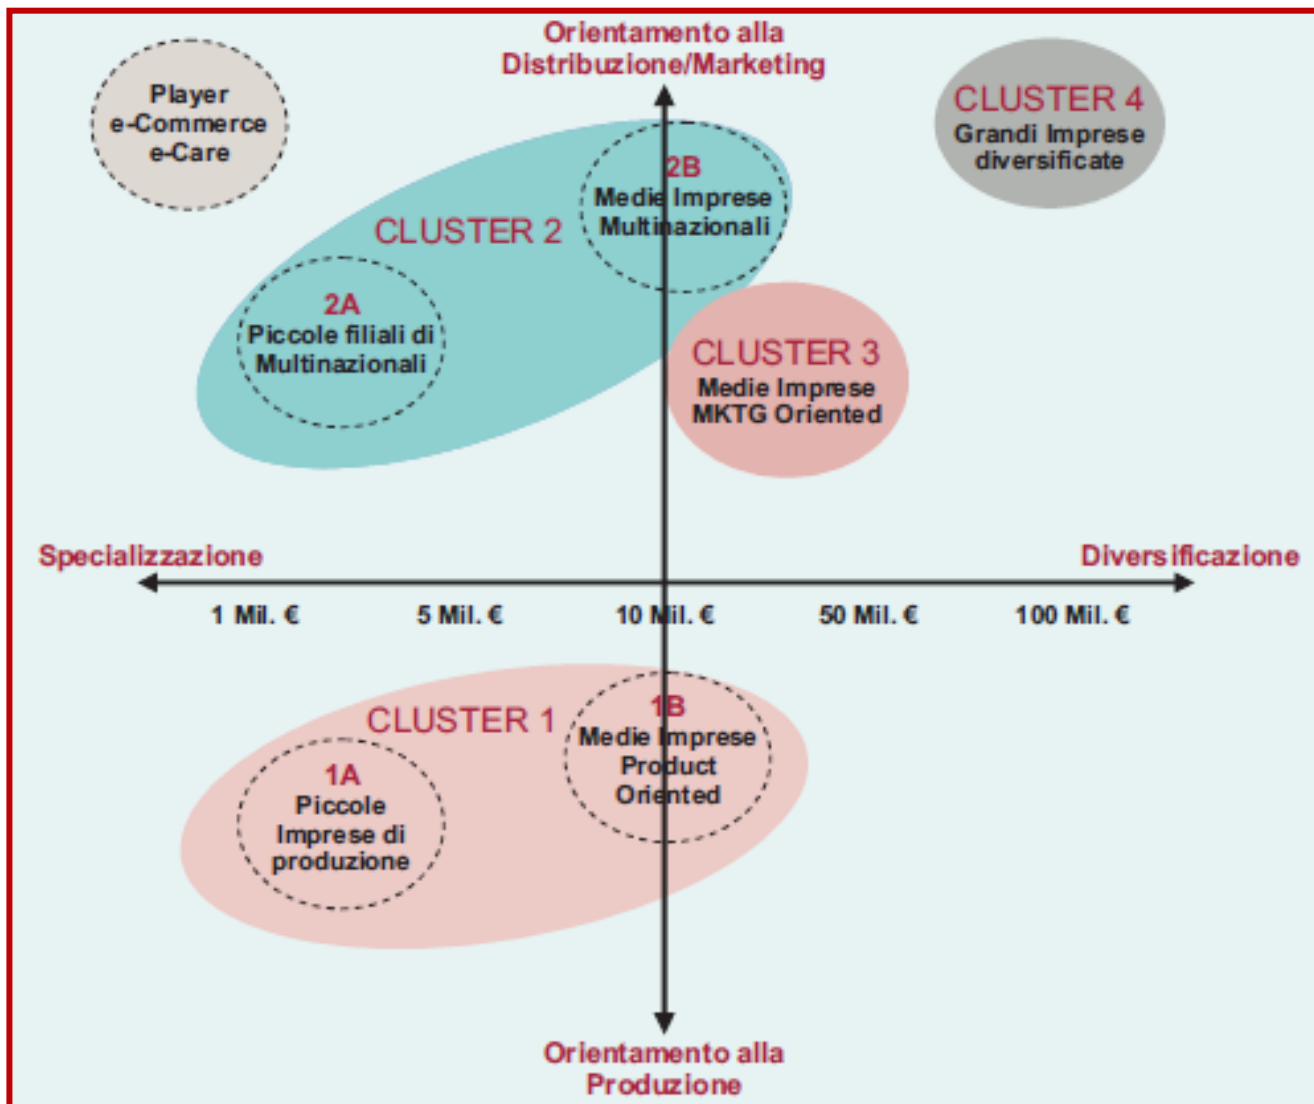 Orientamento alla
Distribuzione/Marketing
Player
e-Commerce
e-Care
CLUSTER 4
Grandi Imprese
diversificate
2B
Medie Imprese
Multinazionali
CLUSTER 2
2A
Piccole filiali di
Multinazionali
CLUSTER 3
Medie Imprese
MKTG Oriented
Specializzazione
Diversificazione
1 Mil. €
5 Mil. €
10 Mil. €
50 Mil. €
100 Mil. €
CLUSTER 1
1B
Medie Imprese
Product
Oriented
1A
Piccole
Imprese di
produzione
Orientamento alla
Produzione